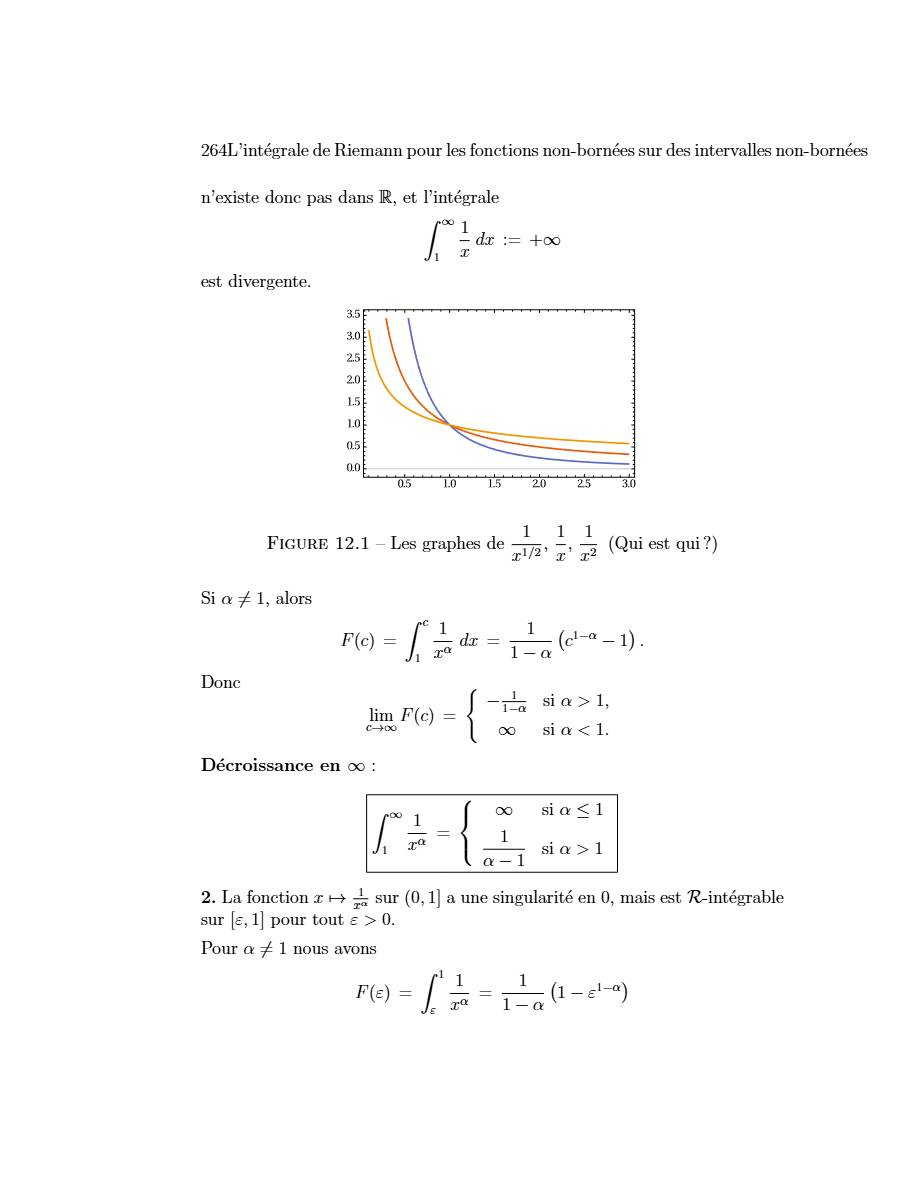 264L'intégrale de Riemann pour les fonctions non-bornées sur des intervalles non-bornées
n'existe donc pas dans ℝ, et l'intégrale
∫₁^∞ 1/x dx := +∞
est divergente.
3.5
3.0
2.5
2.0
1.5
1.0
0.5
0.0
0.5 1.0 1.5 2.0 2.5 3.0
FIGURE 12.1 – Les graphes de 1/x^{1/2}, 1/x, 1/x² (Qui est qui ?)
Si α ≠ 1, alors
F(c) = ∫₁^c 1/x^α dx = 1/(1 − α) (c^{1−α} − 1).
Donc
lim_{c→∞} F(c) = { −1/(1−α) si α > 1,
∞ si α < 1.
Décroissance en ∞ :
∫₁^∞ 1/x^α = { ∞ si α ≤ 1
1/(α − 1) si α > 1
2. La fonction x ↦ 1/x^α sur (0, 1] a une singularité en 0, mais est ℛ-intégrable
sur [ε, 1] pour tout ε > 0.
Pour α ≠ 1 nous avons
F(ε) = ∫_ε^1 1/x^α = 1/(1 − α) (1 − ε^{1−α})